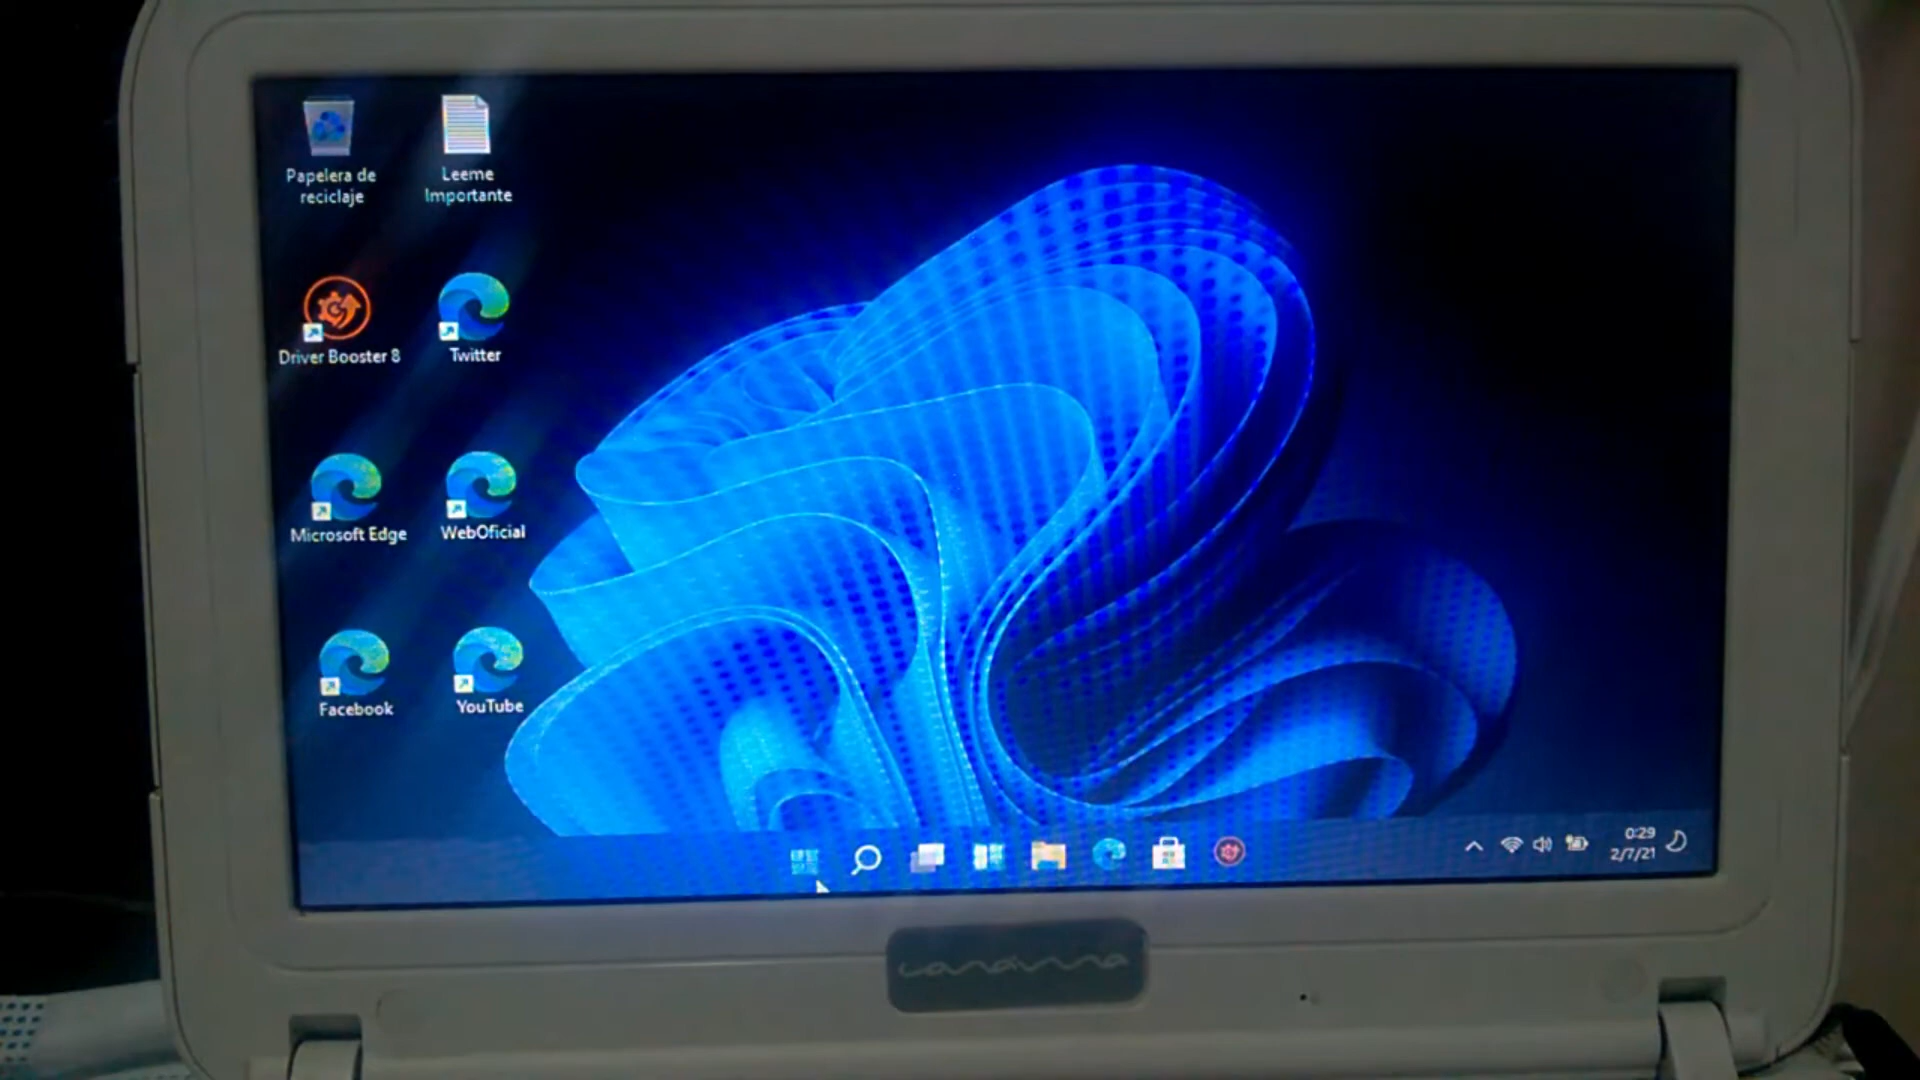 Papelera de
reciclaje
Leeme
Importante
Driver Booster 8
Twitter
Microsoft Edge
WebOficial
Facebook
YouTube
0:29
2/7/21
canaima